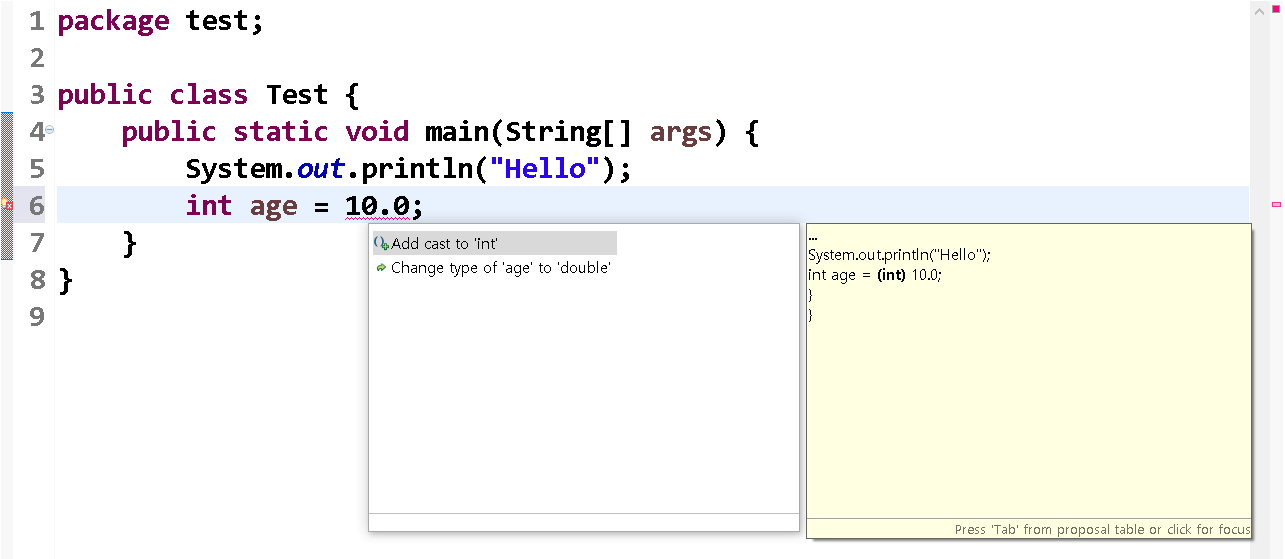 1 package test;
2
3 public class Test {
4 public static void main(String[] args) {
5 System.out.println("Hello");
6 int age = 10.0;
7 }
8 }
9
Add cast to 'int'
Change type of 'age' to 'double'
...
System.out.println("Hello");
int age = (int) 10.0;
}
}
Press 'Tab' from proposal table or click for focus